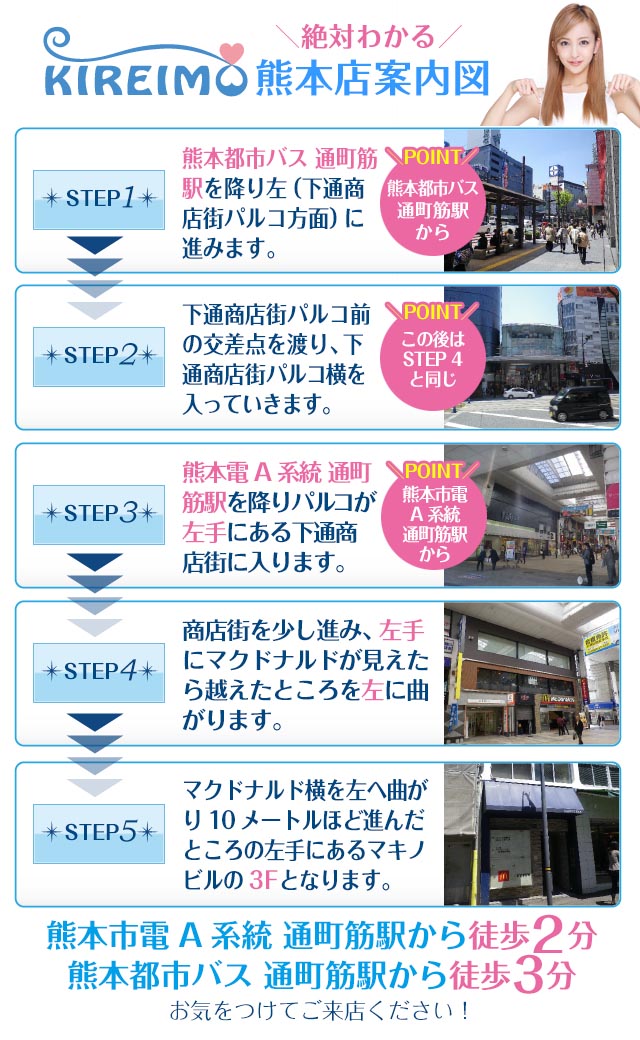 ＼絶対わかる／
KIREIMO 熊本店案内図
STEP1
熊本都市バス 通町筋
駅を降り左（下通商
店街パルコ方面）に
進みます。
POINT
熊本都市バス
通町筋駅
から
STEP2
下通商店街パルコ前
の交差点を渡り、下
通商店街パルコ横を
入っていきます。
POINT
この後は
STEP 4
と同じ
STEP3
熊本電 A 系統 通町
筋駅を降りパルコが
左手にある下通商
店街に入ります。
POINT
熊本市電
A 系統
通町筋駅
から
STEP4
商店街を少し進み、左手
にマクドナルドが見えた
ら越えたところを左に曲
がります。
STEP5
マクドナルド横を左へ曲が
り 10 メートルほど進んだ
ところの左手にあるマキノ
ビルの 3F となります。
熊本市電 A 系統 通町筋駅から徒歩2分
熊本都市バス 通町筋駅から徒歩3分
お気をつけてご来店ください！